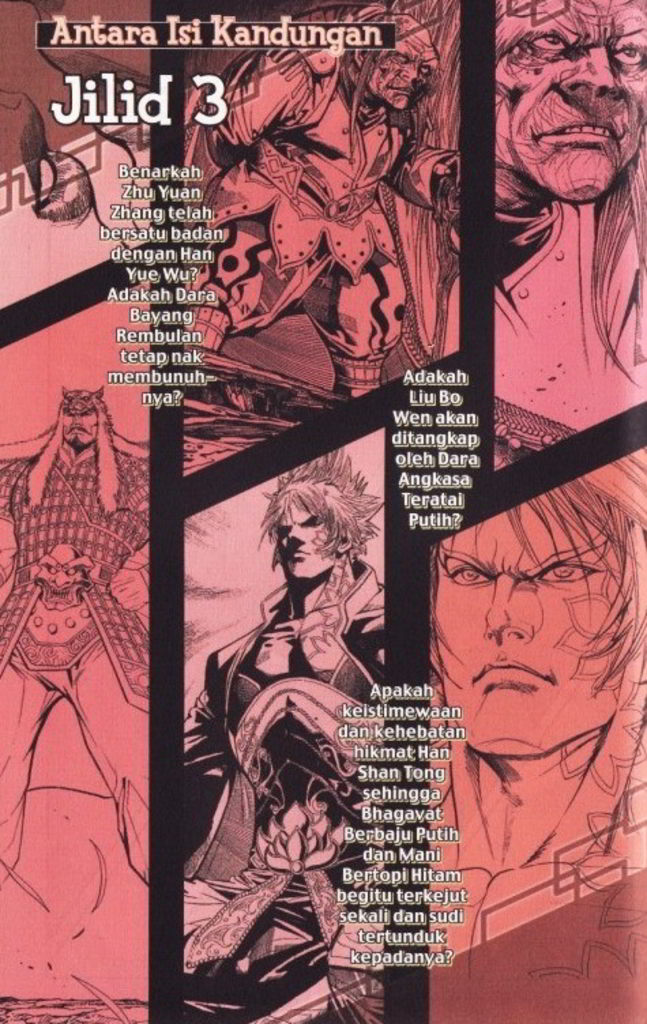 Antara Isi Kandungan
Jilid 3
Benarkah
Zhu Yuan
Zhang telah
bersatu badan
dengan Han
Yue Wu?
Adakah Dara
Bayang
Rembulan
tetap nak
membunuh-
nya?
Adakah
Liu Bo
Wen akan
ditangkap
oleh Dara
Angkasa
Teratai
Putih?
Apakah
keistimewaan
dan kehebatan
hikmat Han
Shan Tong
sehingga
Bhagavat
Berbaju Putih
dan Mani
Bertopi Hitam
begitu terkejut
sekali dan sudi
tertunduk
kepadanya?